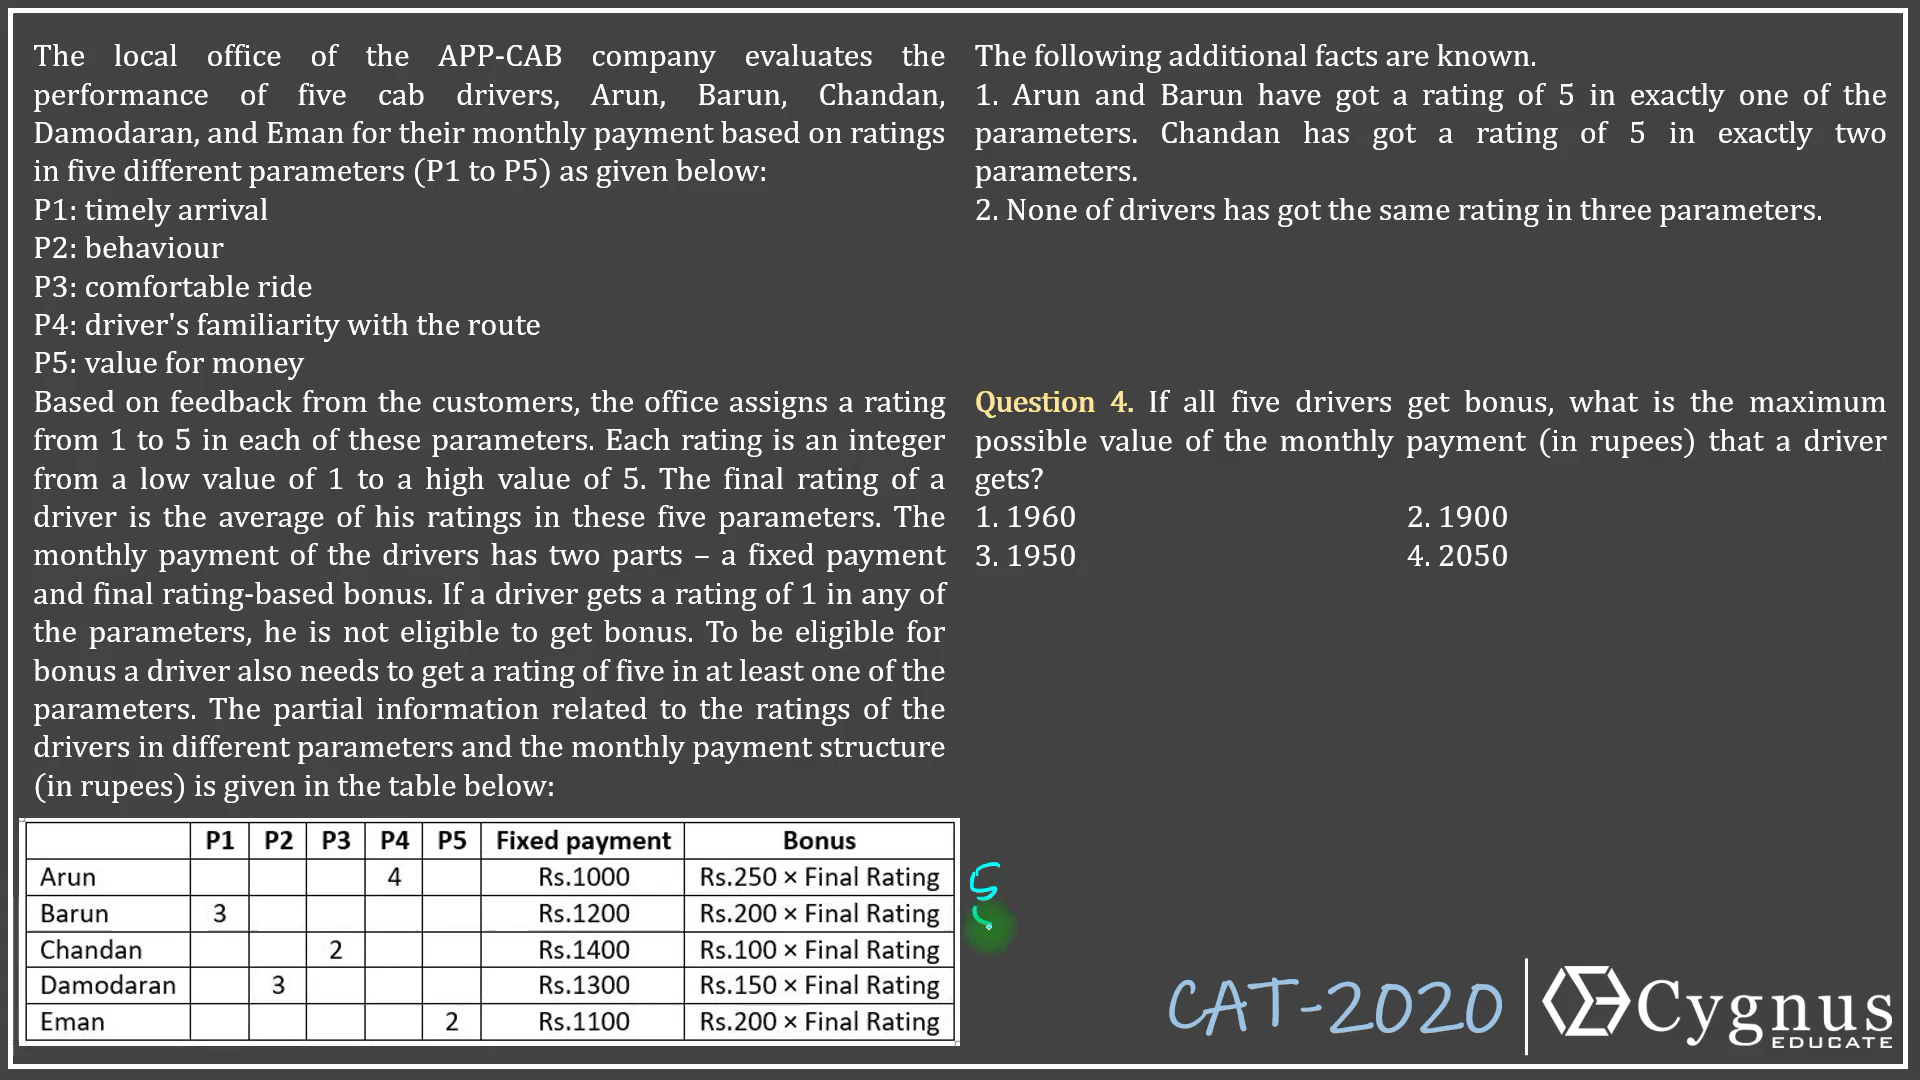 The local office of the APP-CAB company evaluates the
performance of five cab drivers, Arun, Barun, Chandan,
Damodaran, and Eman for their monthly payment based on ratings
in five different parameters (P1 to P5) as given below:
P1: timely arrival
P2: behaviour
P3: comfortable ride
P4: driver's familiarity with the route
P5: value for money
Based on feedback from the customers, the office assigns a rating
from 1 to 5 in each of these parameters. Each rating is an integer
from a low value of 1 to a high value of 5. The final rating of a
driver is the average of his ratings in these five parameters. The
monthly payment of the drivers has two parts – a fixed payment
and final rating-based bonus. If a driver gets a rating of 1 in any of
the parameters, he is not eligible to get bonus. To be eligible for
bonus a driver also needs to get a rating of five in at least one of the
parameters. The partial information related to the ratings of the
drivers in different parameters and the monthly payment structure
(in rupees) is given in the table below:
P1 P2 P3 P4 P5 Fixed payment Bonus
Arun 4 Rs.1000 Rs.250 × Final Rating 5
Barun 3 Rs.1200 Rs.200 × Final Rating
Chandan 2 Rs.1400 Rs.100 × Final Rating
Damodaran 3 Rs.1300 Rs.150 × Final Rating
Eman 2 Rs.1100 Rs.200 × Final Rating
The following additional facts are known.
1. Arun and Barun have got a rating of 5 in exactly one of the
parameters. Chandan has got a rating of 5 in exactly two
parameters.
2. None of drivers has got the same rating in three parameters.
Question 4. If all five drivers get bonus, what is the maximum
possible value of the monthly payment (in rupees) that a driver
gets?
1. 1960 2. 1900
3. 1950 4. 2050
CAT-2020
Cygnus
EDUCATE